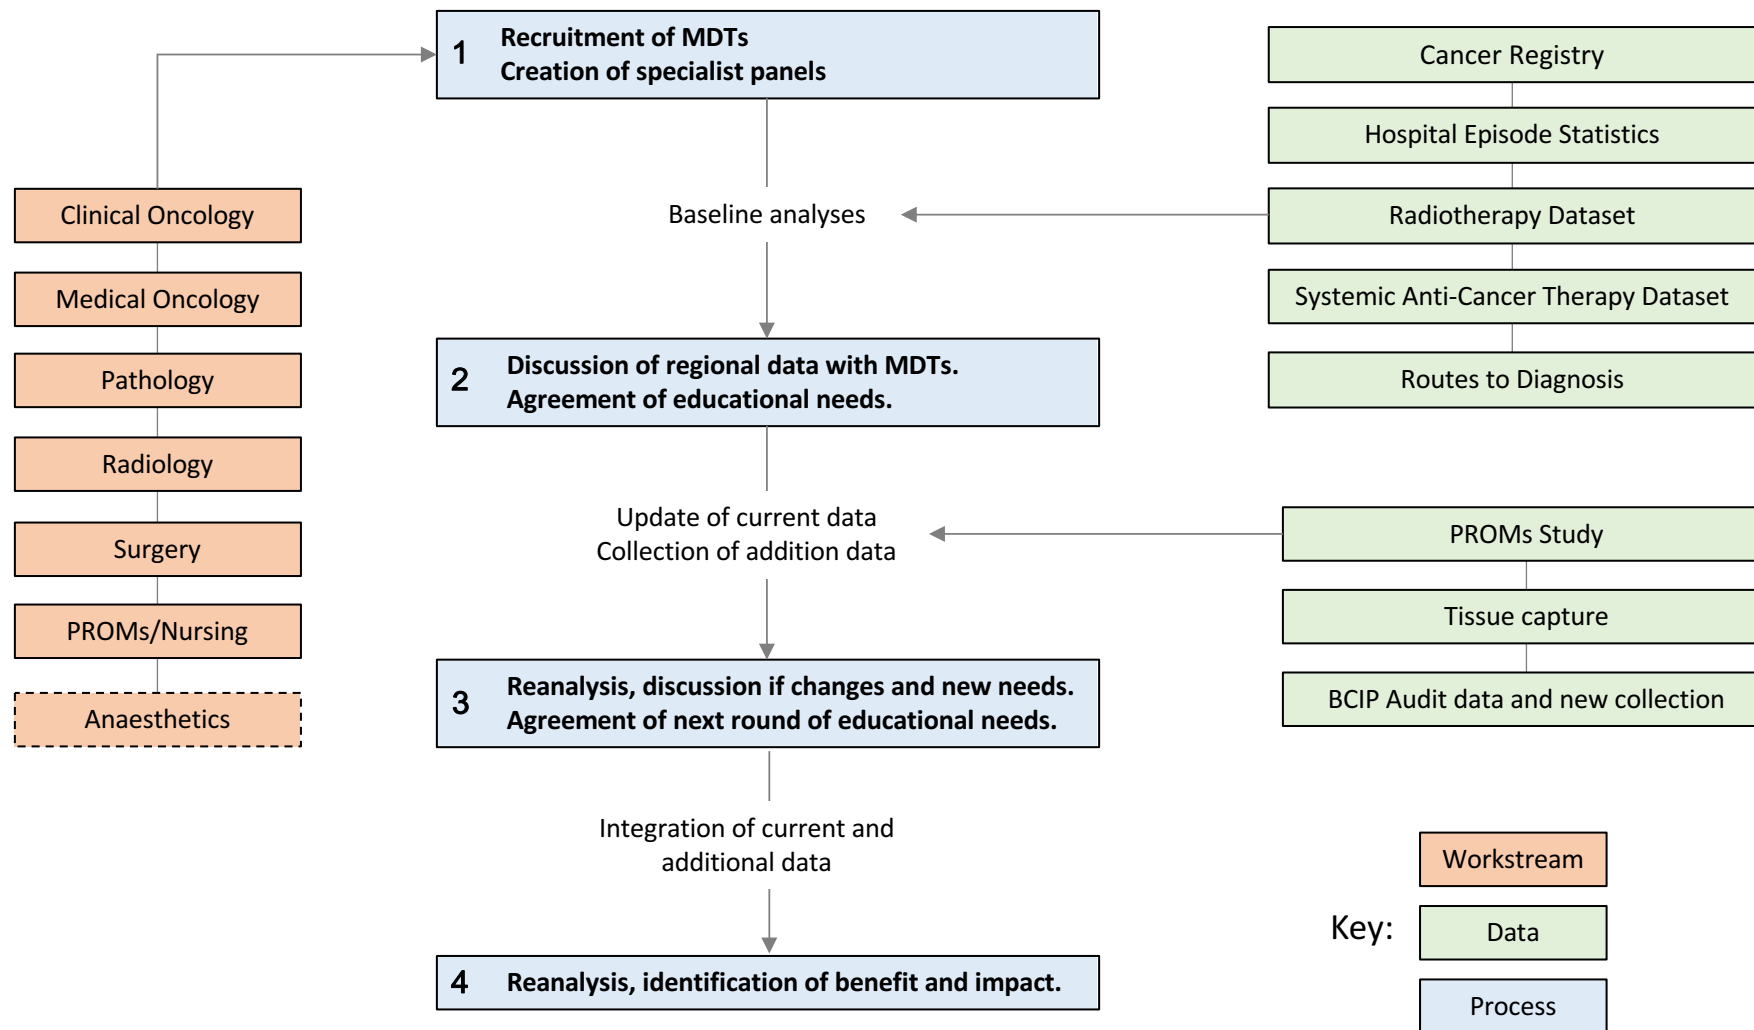 1
Recruitment of MDTs
Creation of specialist panels
Clinical Oncology
Medical Oncology
Pathology
Radiology
Surgery
PROMs/Nursing
Anaesthetics
Baseline analyses
2
Discussion of regional data with MDTs.
Agreement of educational needs.
Update of current data
Collection of addition data
3
Reanalysis, discussion if changes and new needs.
Agreement of next round of educational needs.
Integration of current and
additional data
4
Reanalysis, identification of benefit and impact.
Cancer Registry
Hospital Episode Statistics
Radiotherapy Dataset
Systemic Anti-Cancer Therapy Dataset
Routes to Diagnosis
PROMs Study
Tissue capture
BCIP Audit data and new collection
Key:
Workstream
Data
Process